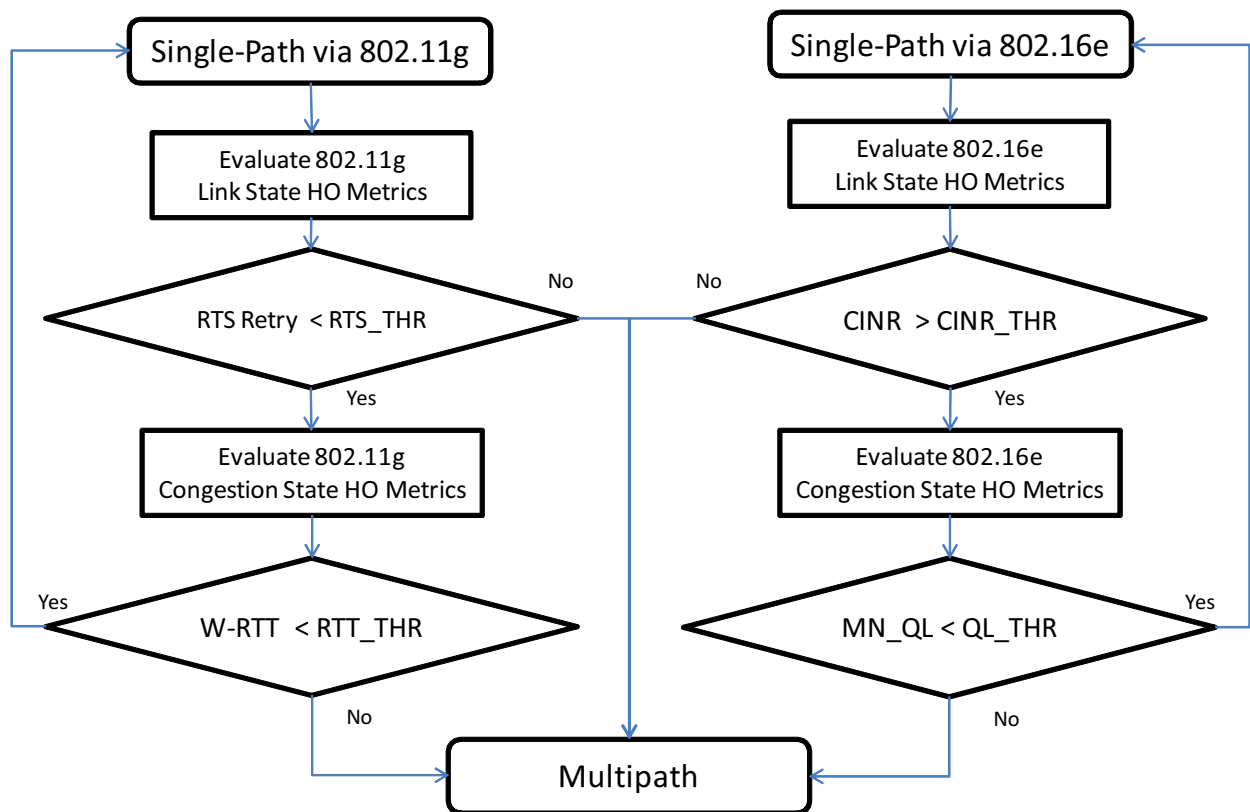 Single-Path via 802.11g
Single-Path via 802.16e
Evaluate 802.11g
Link State HO Metrics
Evaluate 802.16e
Link State HO Metrics
No
No
RTS Retry < RTS_THR
CINR > CINR_THR
Yes
Yes
Evaluate 802.11g
Congestion State HO Metrics
Evaluate 802.16e
Congestion State HO Metrics
Yes
Yes
W-RTT < RTT_THR
MN_QL < QL_THR
No
No
Multipath